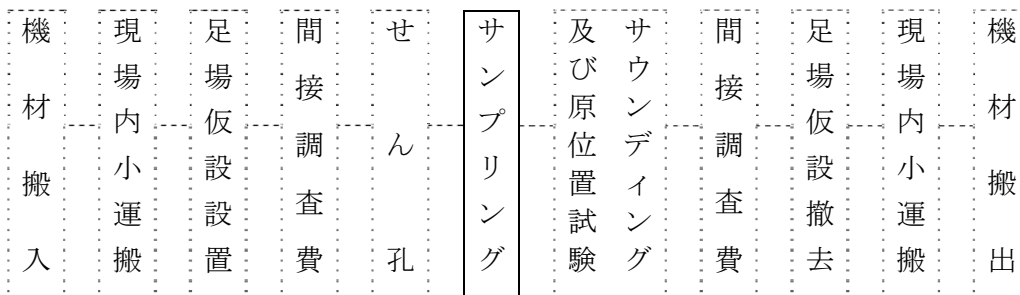 機材搬入
現場内小運搬
足場仮設設置
間接調査費
せん孔
サンプリング
サウンディング
及び原位置試験
間接調査費
足場仮設撤去
現場内小運搬
機材搬出